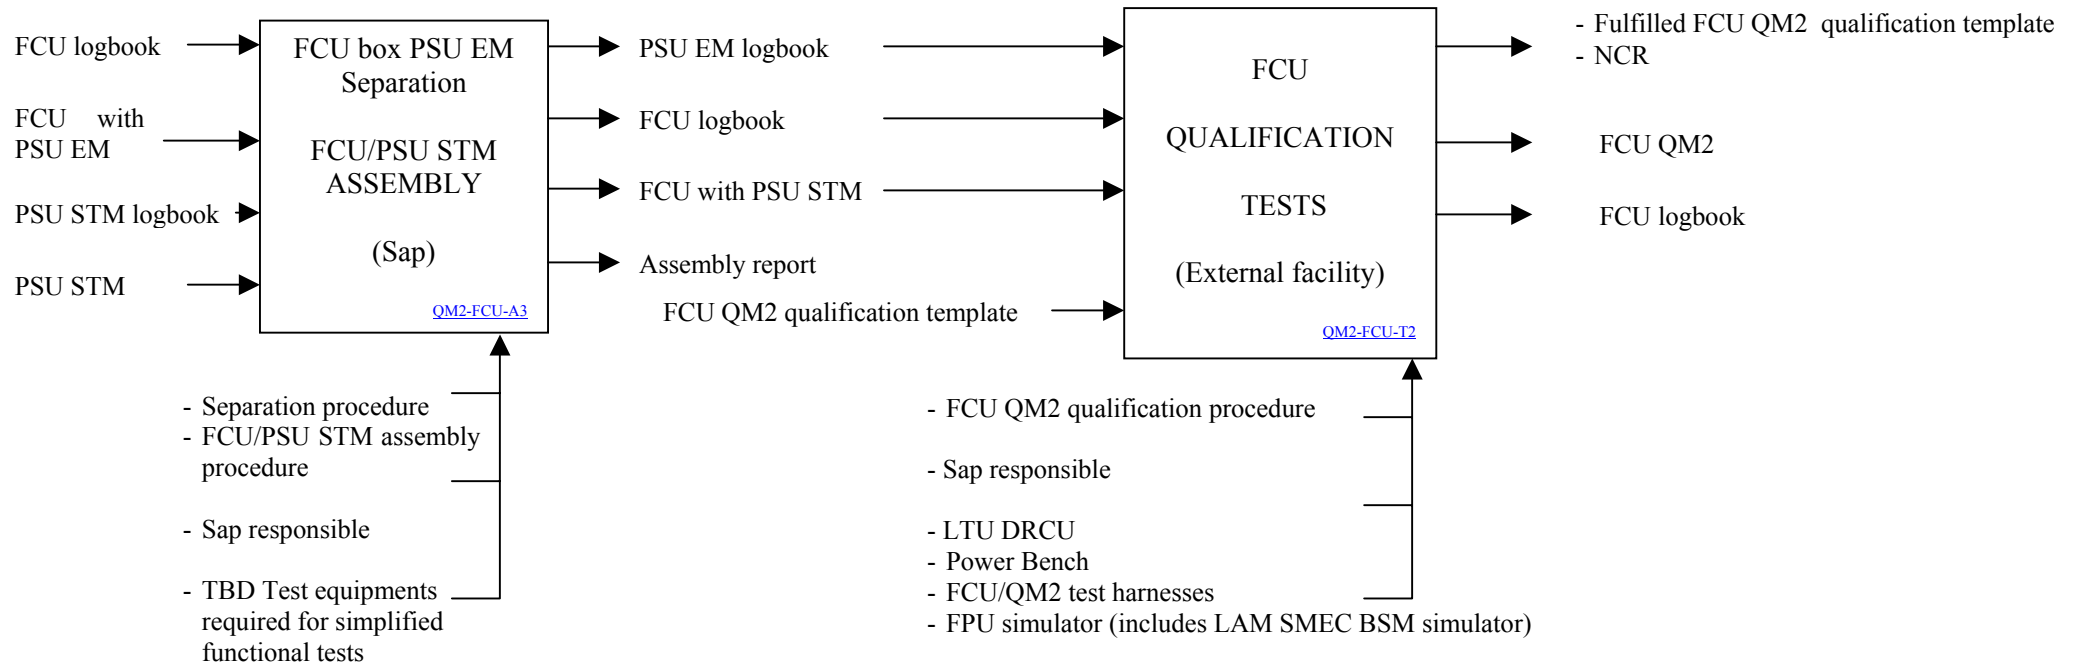 FCU logbook
FCU with
PSU EM
PSU STM logbook
PSU STM
FCU box PSU EM
Separation
FCU/PSU STM
ASSEMBLY
(Sap)
QM2-FCU-A3
- Separation procedure
- FCU/PSU STM assembly
procedure
- Sap responsible
- TBD Test equipments
required for simplified
functional tests
PSU EM logbook
FCU logbook
FCU with PSU STM
Assembly report
FCU QM2 qualification template
FCU
QUALIFICATION
TESTS
(External facility)
QM2-FCU-T2
- FCU QM2 qualification procedure
- Sap responsible
- LTU DRCU
- Power Bench
- FCU/QM2 test harnesses
- FPU simulator (includes LAM SMEC BSM simulator)
- Fulfilled FCU QM2 qualification template
- NCR
FCU QM2
FCU logbook